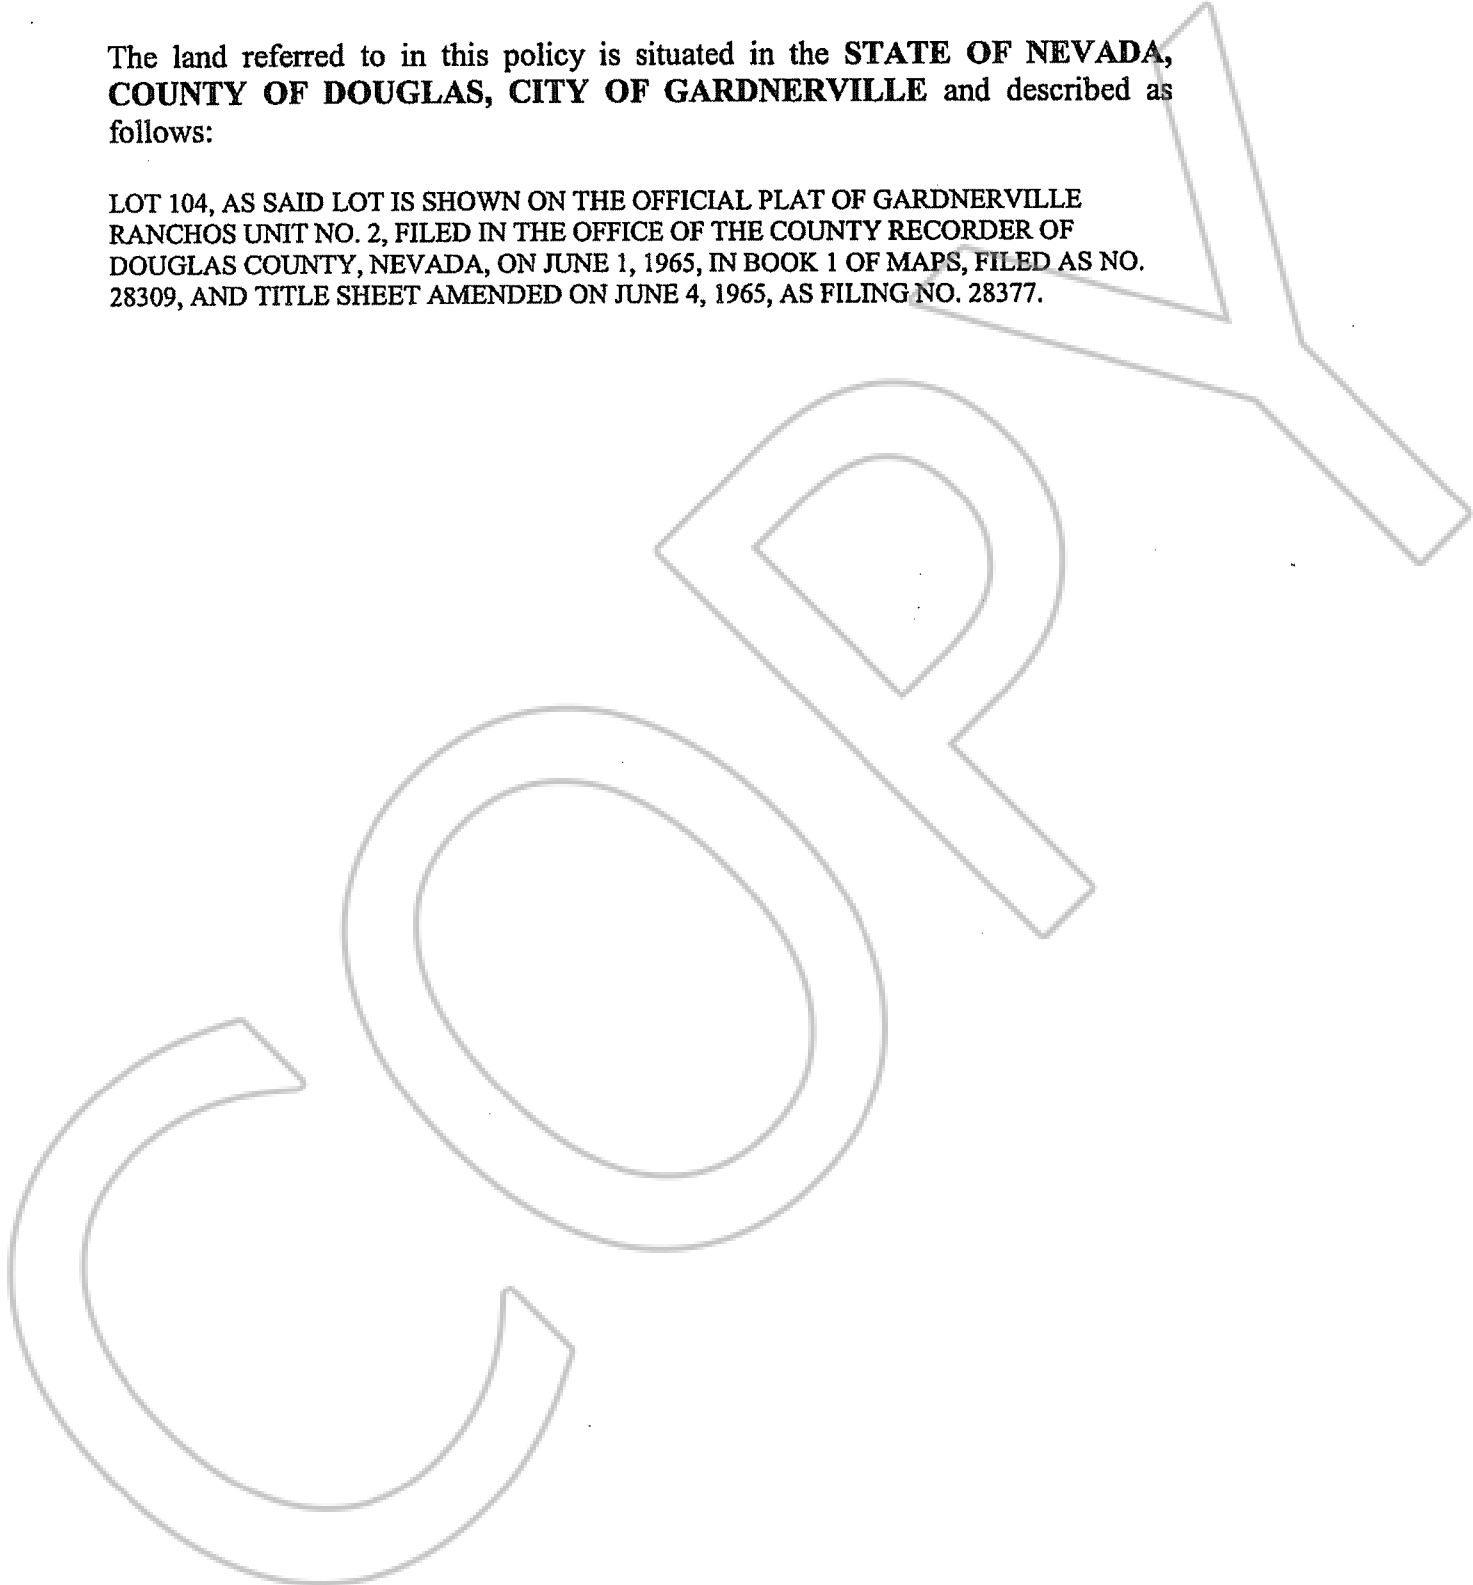 The land referred to in this policy is situated in the STATE OF NEVADA,
COUNTY OF DOUGLAS, CITY OF GARDNERVILLE and described as
follows:
LOT 104, AS SAID LOT IS SHOWN ON THE OFFICIAL PLAT OF GARDNERVILLE
RANCHOS UNIT NO. 2, FILED IN THE OFFICE OF THE COUNTY RECORDER OF
DOUGLAS COUNTY, NEVADA, ON JUNE 1, 1965, IN BOOK 1 OF MAPS, FILED AS NO.
28309, AND TITLE SHEET AMENDED ON JUNE 4, 1965, AS FILING NO. 28377.
COPY